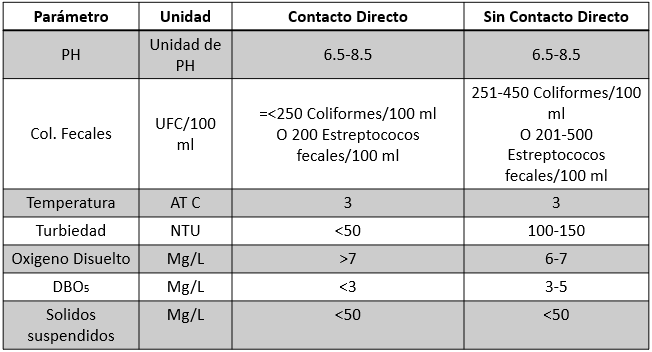 Parámetro Unidad Contacto Directo Sin Contacto Directo
PH Unidad de PH 6.5-8.5 6.5-8.5
Col. Fecales UFC/100 ml =<250 Coliformes/100 ml O 200 Estreptococos fecales/100 ml 251-450 Coliformes/100 ml O 201-500 Estreptococos fecales/100 ml
Temperatura AT C 3 3
Turbiedad NTU <50 100-150
Oxigeno Disuelto Mg/L >7 6-7
DBO₅ Mg/L <3 3-5
Solidos suspendidos Mg/L <50 <50